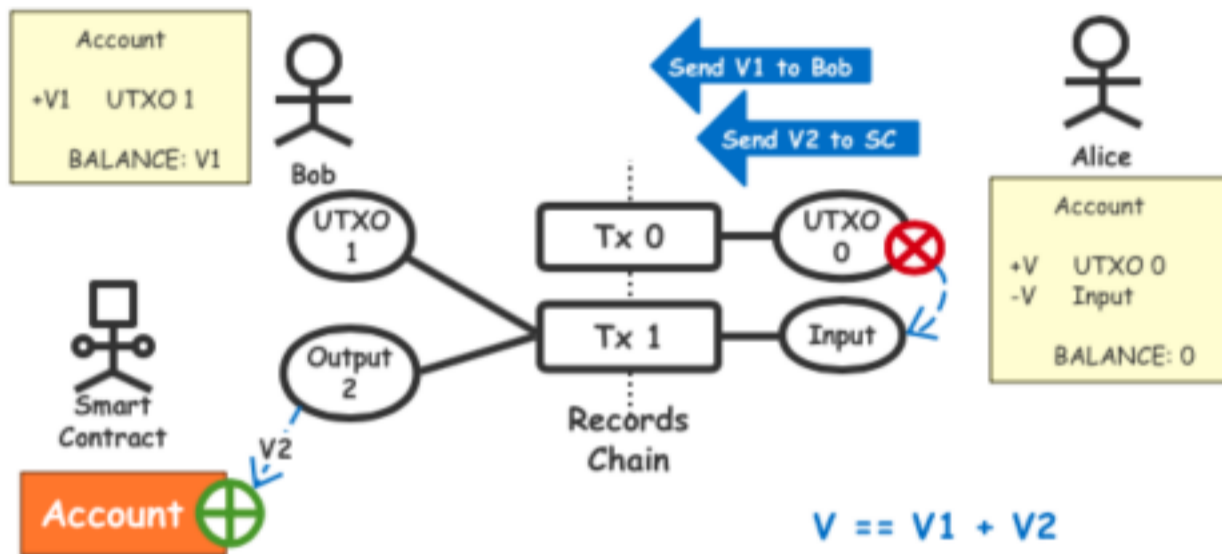 Account
+V1 UTXO 1
BALANCE: V1
Bob
Send V1 to Bob
Send V2 to SC
Alice
Account
+V UTXO 0
-V Input
BALANCE: 0
UTXO
1
Tx 0
UTXO
0
Output
2
Tx 1
Input
Smart
Contract
V2
Records
Chain
Account
V == V1 + V2